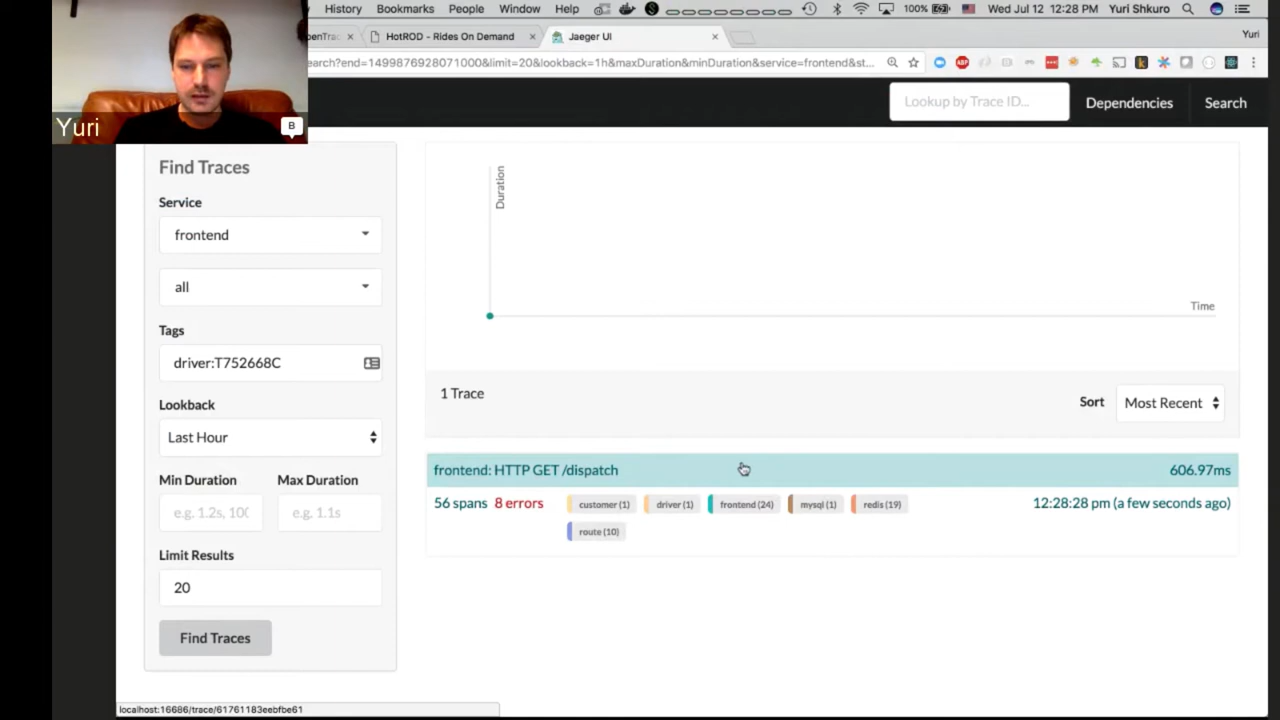 History Bookmarks People Window Help 100% Wed Jul 12 12:28 PM Yuri Shkuro
HotROD - Rides On Demand Jaeger UI Yuri
earch?end=1499876928071000&limit=20&lookback=1h&maxDuration&minDuration&service=frontend&st...
Lookup by Trace ID... Dependencies Search
Yuri
B
Find Traces
Service
frontend
all
Tags
driver:T752668C
Lookback
Last Hour
Min Duration Max Duration
e.g. 1.2s, 100 e.g. 1.1s
Limit Results
20
Find Traces
Duration
Time
1 Trace
Sort Most Recent
frontend: HTTP GET /dispatch 606.97ms
56 spans 8 errors customer (1) driver (1) frontend (24) mysql (1) redis (19) 12:28:28 pm (a few seconds ago)
route (10)
localhost:16686/trace/61761183eebfbe61